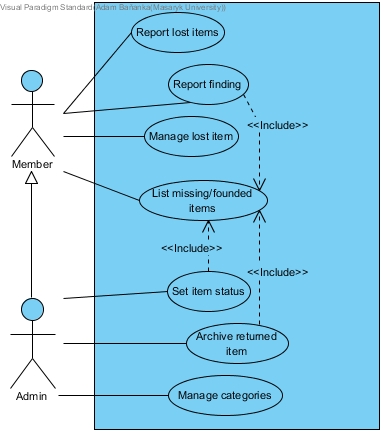 Visual Paradigm Standard(Adam Bařinka(Masaryk University))
Report lost items
Report finding
<<Include>>
Manage lost item
Member
List missing/founded
items
<<Include>>
<<Include>>
Set item status
Archive returned
item
Admin
Manage categories